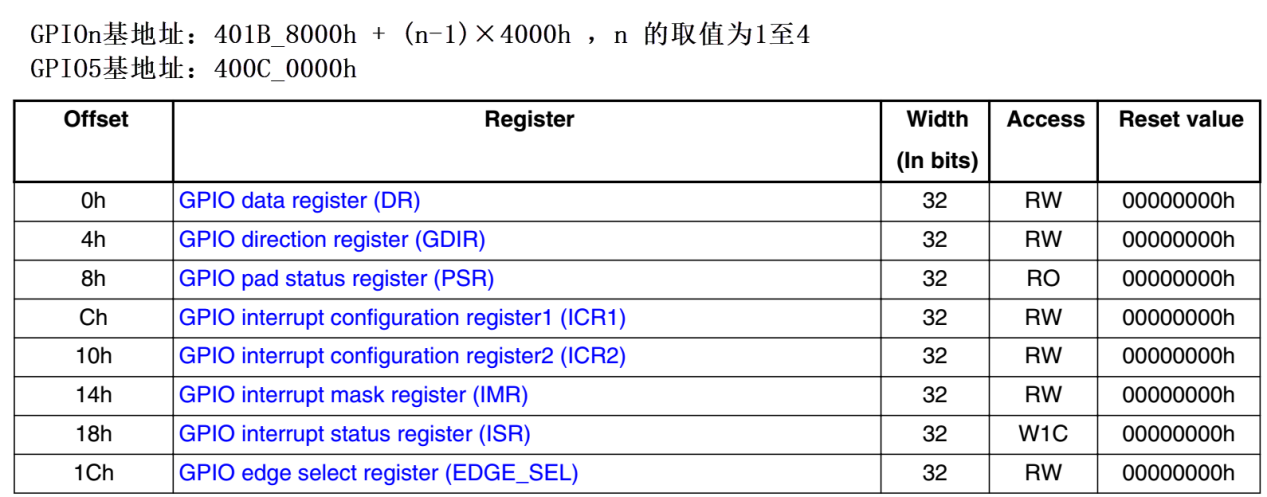 GPIOn基地址：401B_8000h + (n-1)×4000h ，n 的取值为1至4
GPIO5基地址：400C_0000h
Offset Register Width (In bits) Access Reset value
0h GPIO data register (DR) 32 RW 00000000h
4h GPIO direction register (GDIR) 32 RW 00000000h
8h GPIO pad status register (PSR) 32 RO 00000000h
Ch GPIO interrupt configuration register1 (ICR1) 32 RW 00000000h
10h GPIO interrupt configuration register2 (ICR2) 32 RW 00000000h
14h GPIO interrupt mask register (IMR) 32 RW 00000000h
18h GPIO interrupt status register (ISR) 32 W1C 00000000h
1Ch GPIO edge select register (EDGE_SEL) 32 RW 00000000h